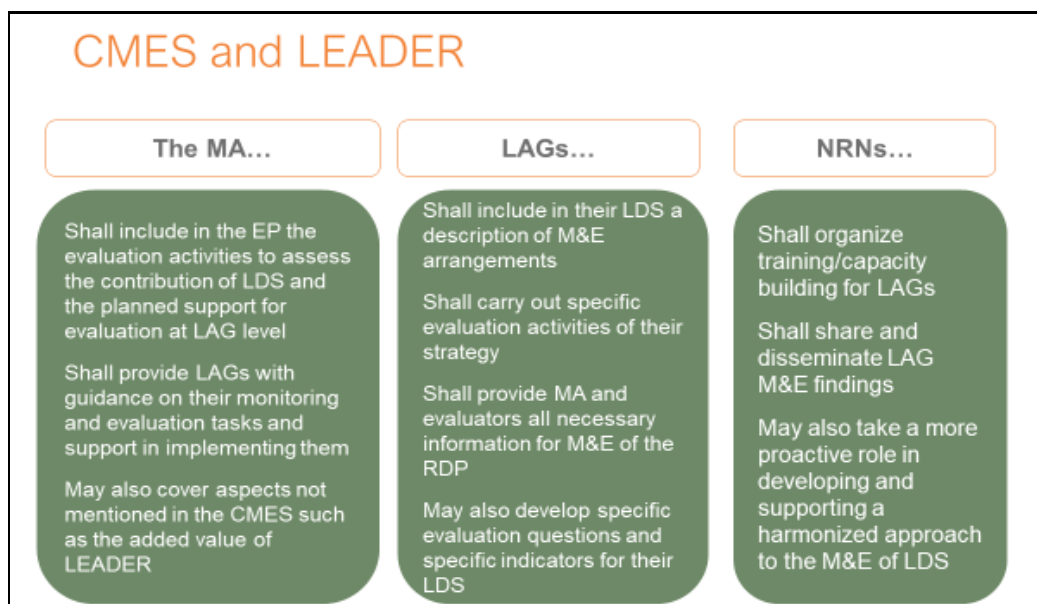 CMES and LEADER
The MA...
Shall include in the EP the
evaluation activities to assess
the contribution of LDS and
the planned support for
evaluation at LAG level
Shall provide LAGs with
guidance on their monitoring
and evaluation tasks and
support in implementing them
May also cover aspects not
mentioned in the CMES such
as the added value of
LEADER
LAGs...
Shall include in their LDS a
description of M&E
arrangements
Shall carry out specific
evaluation activities of their
strategy
Shall provide MA and
evaluators all necessary
information for M&E of the
RDP
May also develop specific
evaluation questions and
specific indicators for their
LDS
NRNs...
Shall organize
training/capacity
building for LAGs
Shall share and
disseminate LAG
M&E findings
May also take a more
proactive role in
developing and
supporting a
harmonized approach
to the M&E of LDS